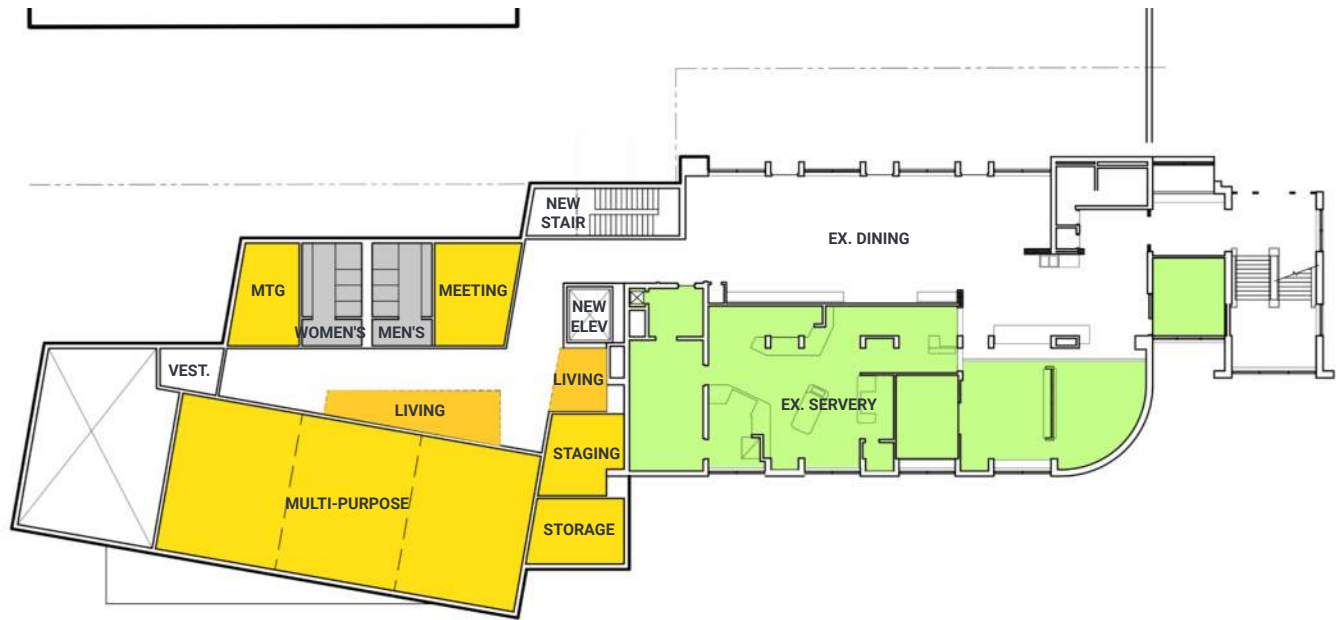 NEW
STAIR
EX. DINING
MTG
WOMEN'S
MEN'S
MEETING
NEW
ELEV
VEST.
LIVING
LIVING
EX. SERVERY
STAGING
MULTI-PURPOSE
STORAGE